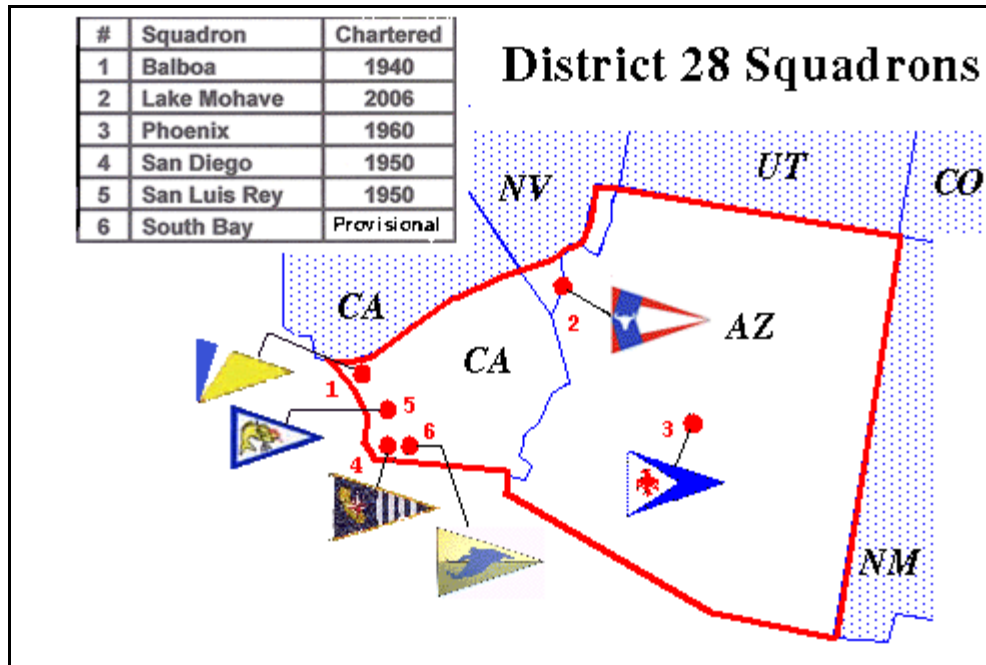 # Squadron Chartered
1 Balboa 1940
2 Lake Mohave 2006
3 Phoenix 1960
4 San Diego 1950
5 San Luis Rey 1950
6 South Bay Provisional
District 28 Squadrons
UT
CO
NV
CA
2
AZ
CA
1
5
3
6
4
NM